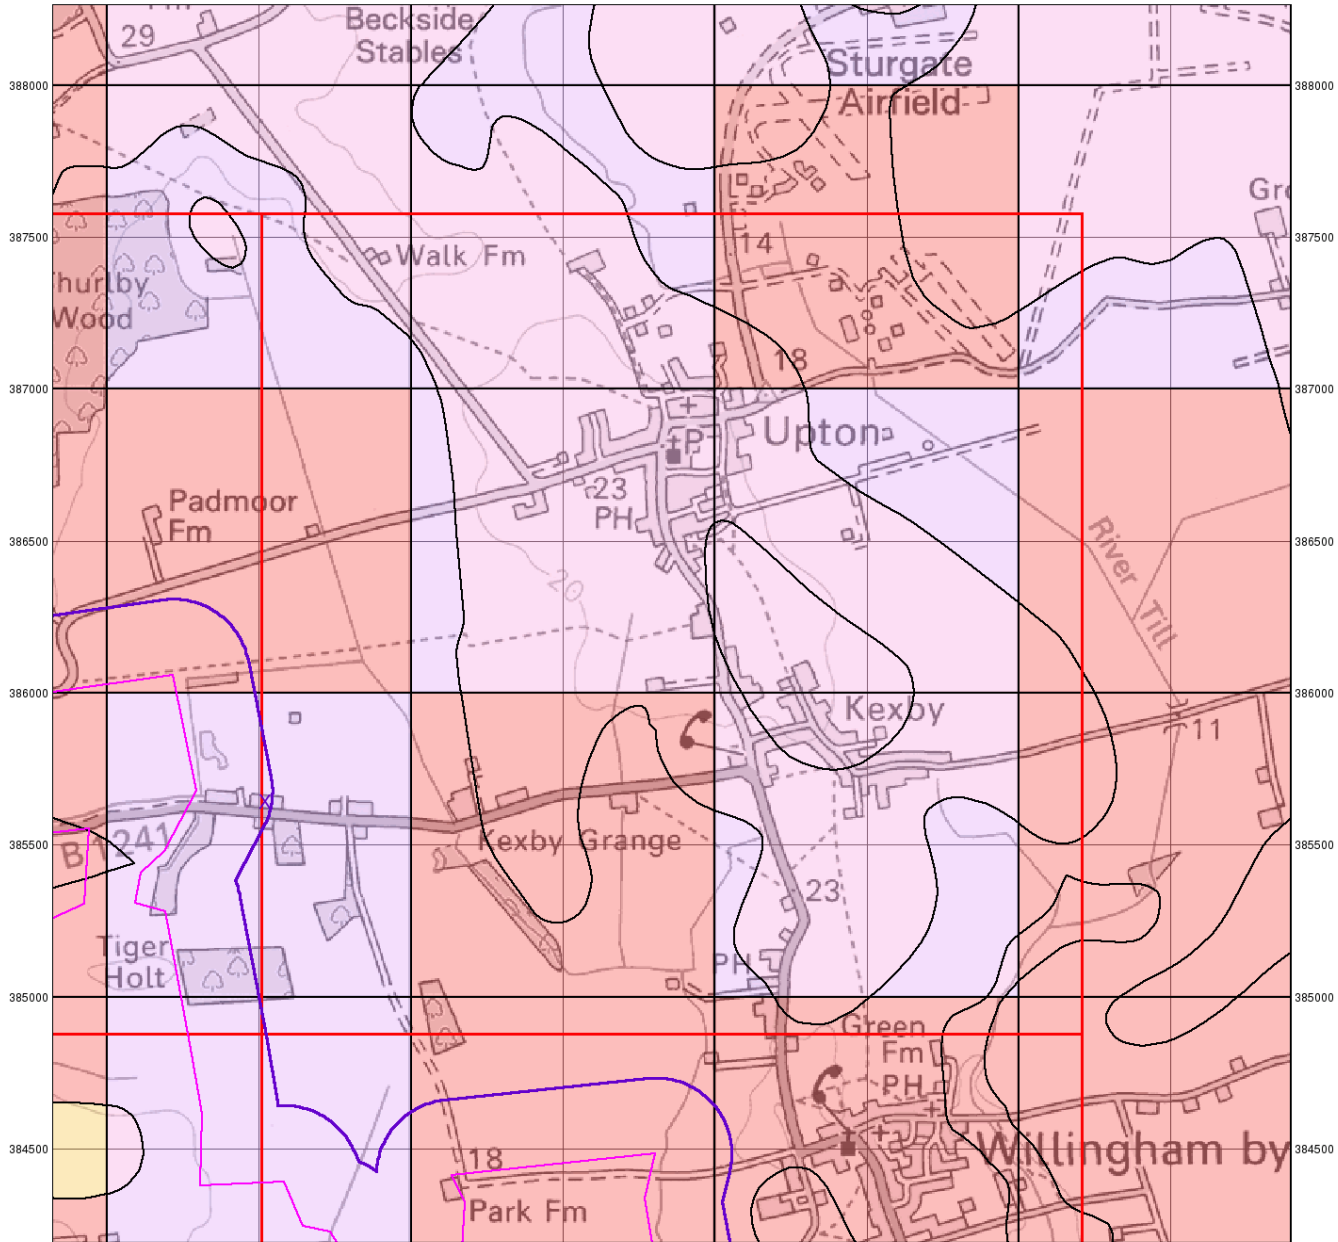 Beckside
Stables
29
Sturgate
Airfield
388000
388000
Gro
387500
387500
14
Walk Fm
hurlby
Wood
18
387000
387000
Upton
P
23
PH
Padmoor
Fm
386500
386500
River Till
20
386000
386000
Kexby
11
B1241
Kexby Grange
385500
385500
23
Tiger
Holt
PH
385000
385000
Green
Fm
PH
384500
384500
18
Willingham by
Park Fm